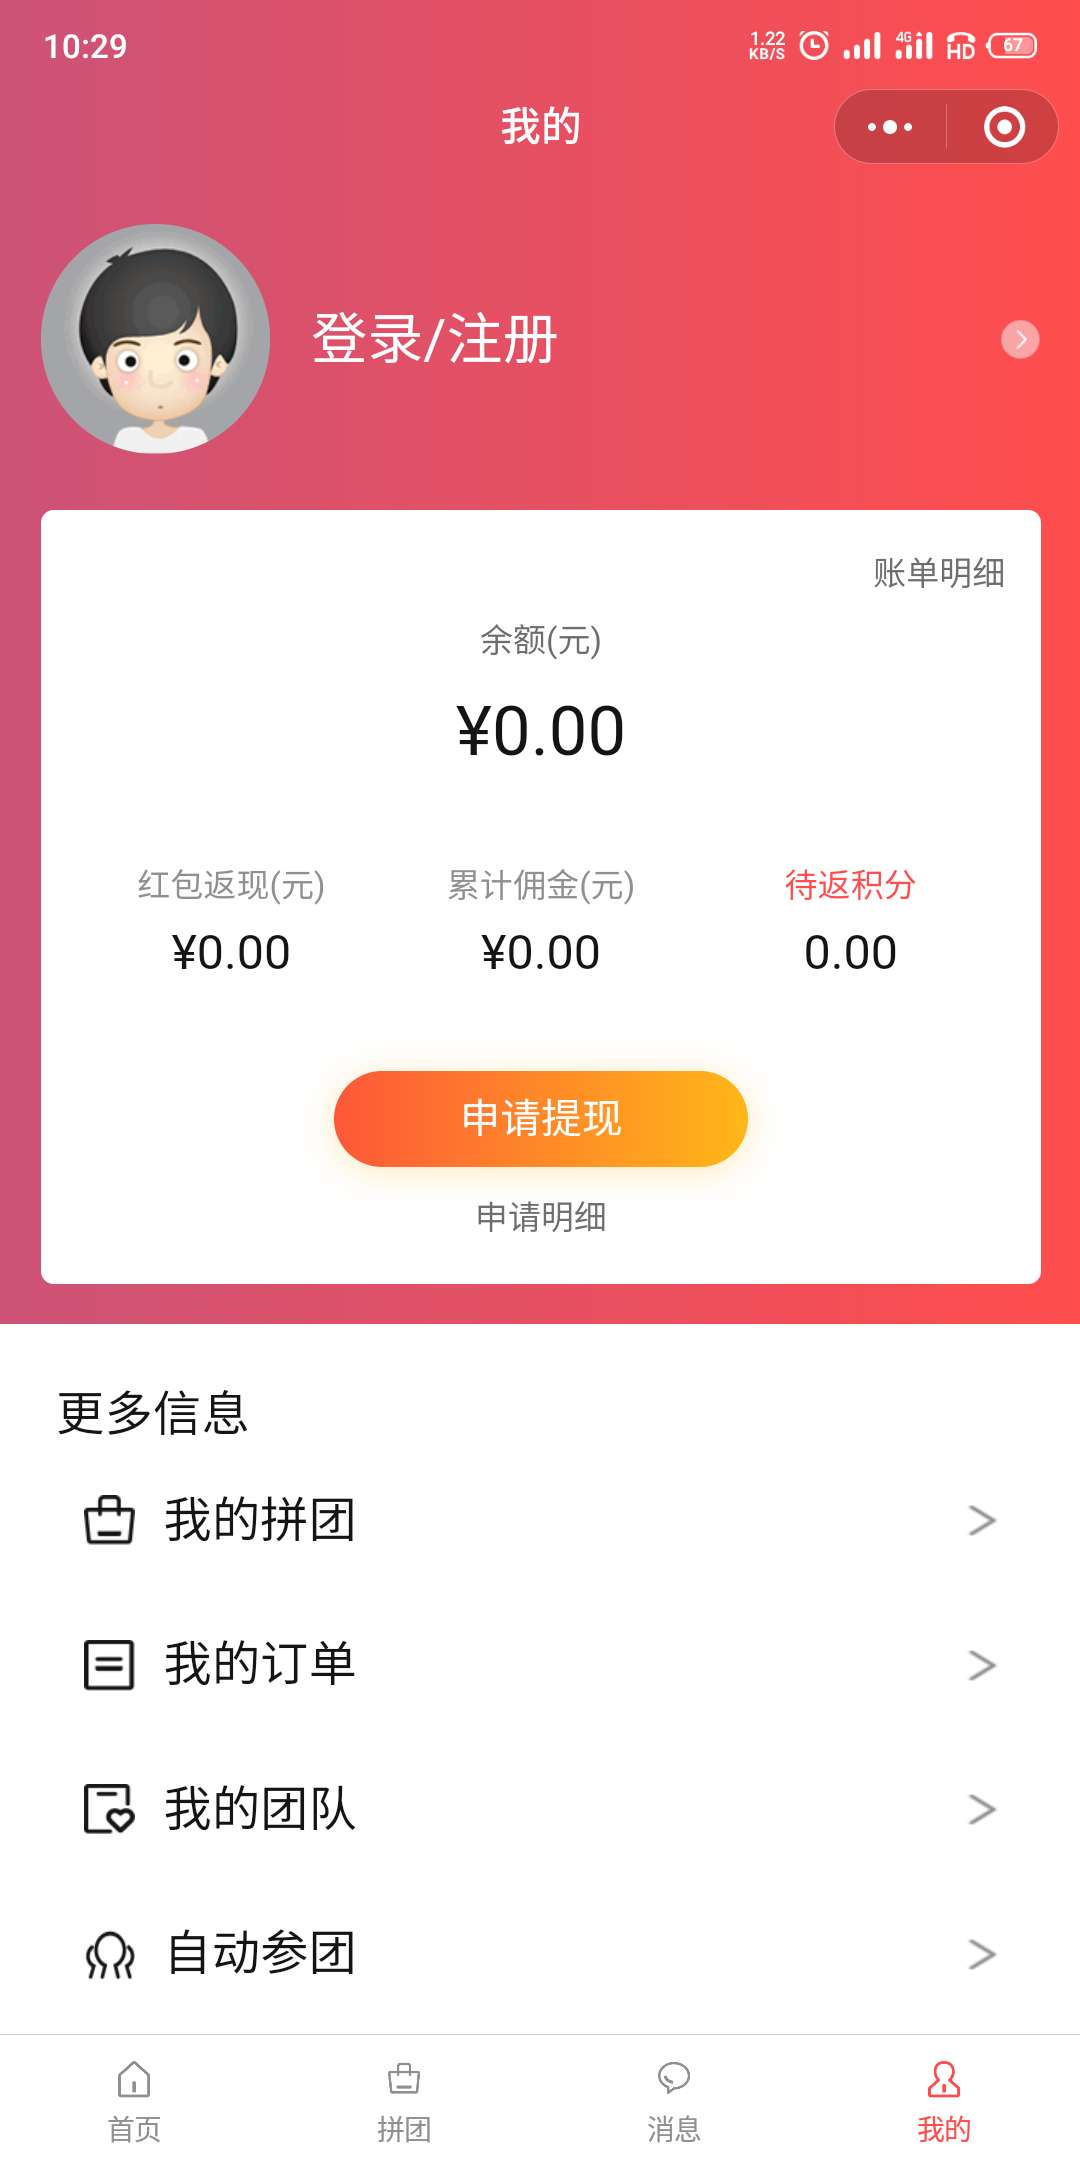 10:29
1.22
KB/S
4G
HD
67
我的
登录/注册
账单明细
余额(元)
¥0.00
红包返现(元) 累计佣金(元) 待返积分
¥0.00 ¥0.00 0.00
申请提现
申请明细
更多信息
我的拼团
我的订单
我的团队
自动参团
首页 拼团 消息 我的